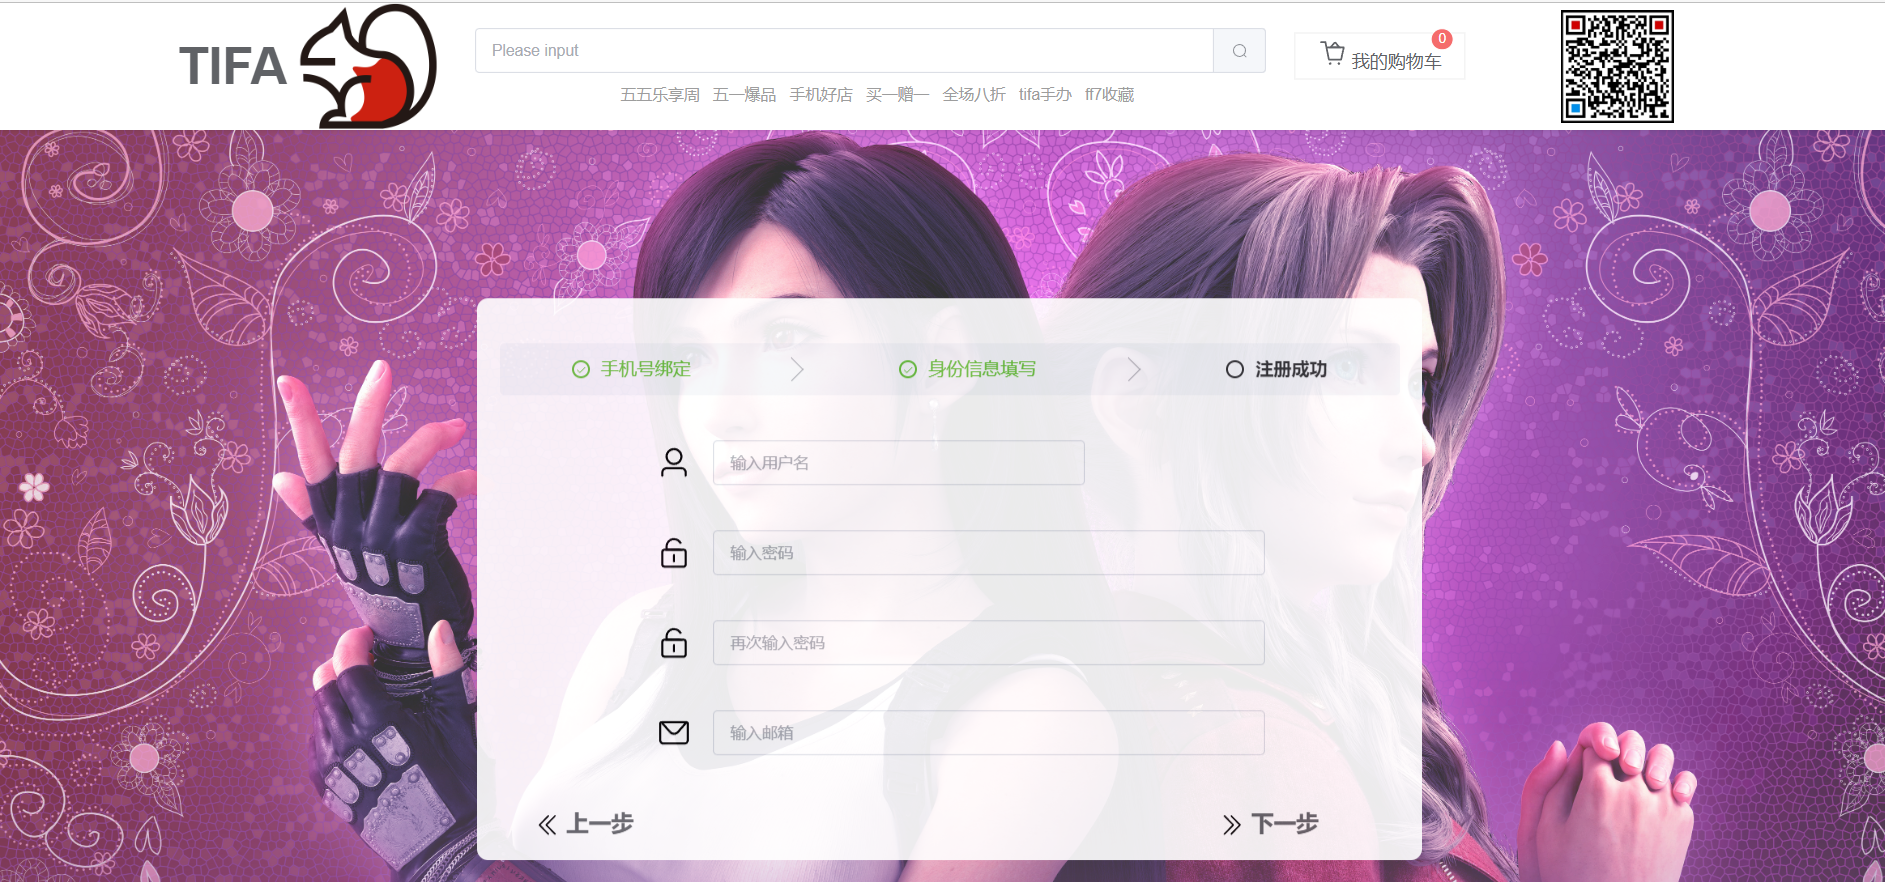 TIFA
Please input
0
我的购物车
五五乐享周 五一爆品 手机好店 买一赠一 全场八折 tifa手办 ff7收藏
手机号绑定 身份信息填写 注册成功
输入用户名
输入密码
再次输入密码
输入邮箱
上一步 下一步